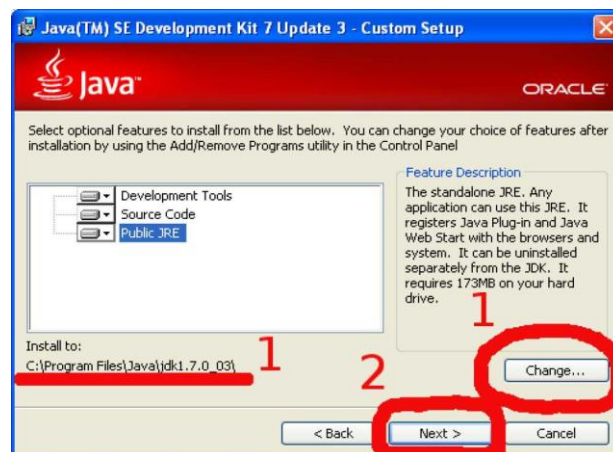 Java(TM) SE Development Kit 7 Update 3 - Custom Setup
Java™
ORACLE
Select optional features to install from the list below. You can change your choice of features after
installation by using the Add/Remove Programs utility in the Control Panel
Development Tools
Source Code
Public JRE
Feature Description
The standalone JRE. Any
application can use this JRE. It
registers Java Plug-in and Java
Web Start with the browsers and
system. It can be uninstalled
separately from the JDK. It
requires 173MB on your hard
drive.
1
Install to:
C:\Program Files\Java\jdk1.7.0_03\
1
Change...
2
< Back
Next >
Cancel